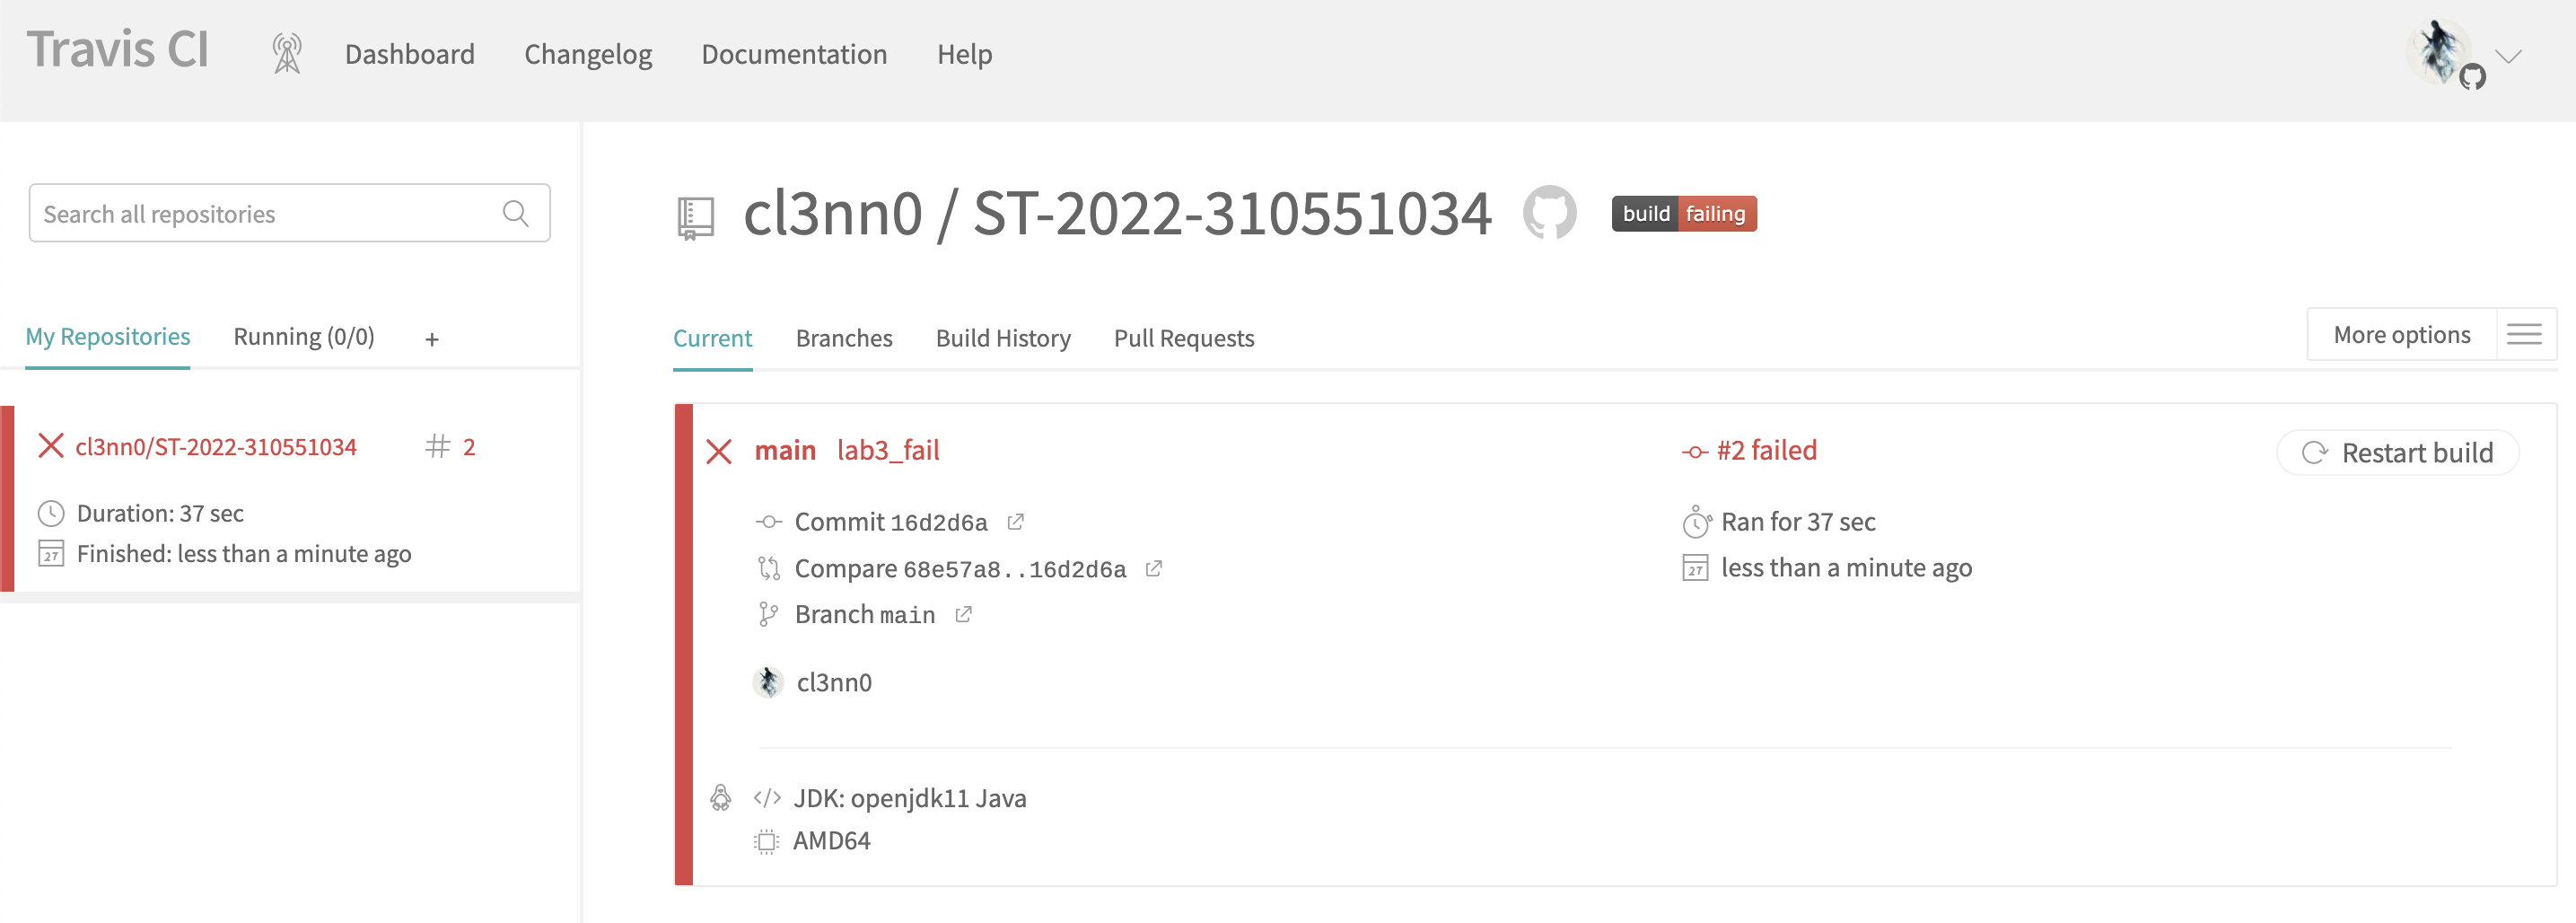 Travis CI
Dashboard Changelog Documentation Help
Search all repositories
My Repositories Running (0/0) +
cl3nn0/ST-2022-310551034 # 2
Duration: 37 sec
27 Finished: less than a minute ago
cl3nn0 / ST-2022-310551034 build failing
Current Branches Build History Pull Requests More options
main lab3_fail #2 failed Restart build
Commit 16d2d6a Ran for 37 sec
Compare 68e57a8..16d2d6a 27 less than a minute ago
Branch main
cl3nn0
</> JDK: openjdk11 Java
AMD64